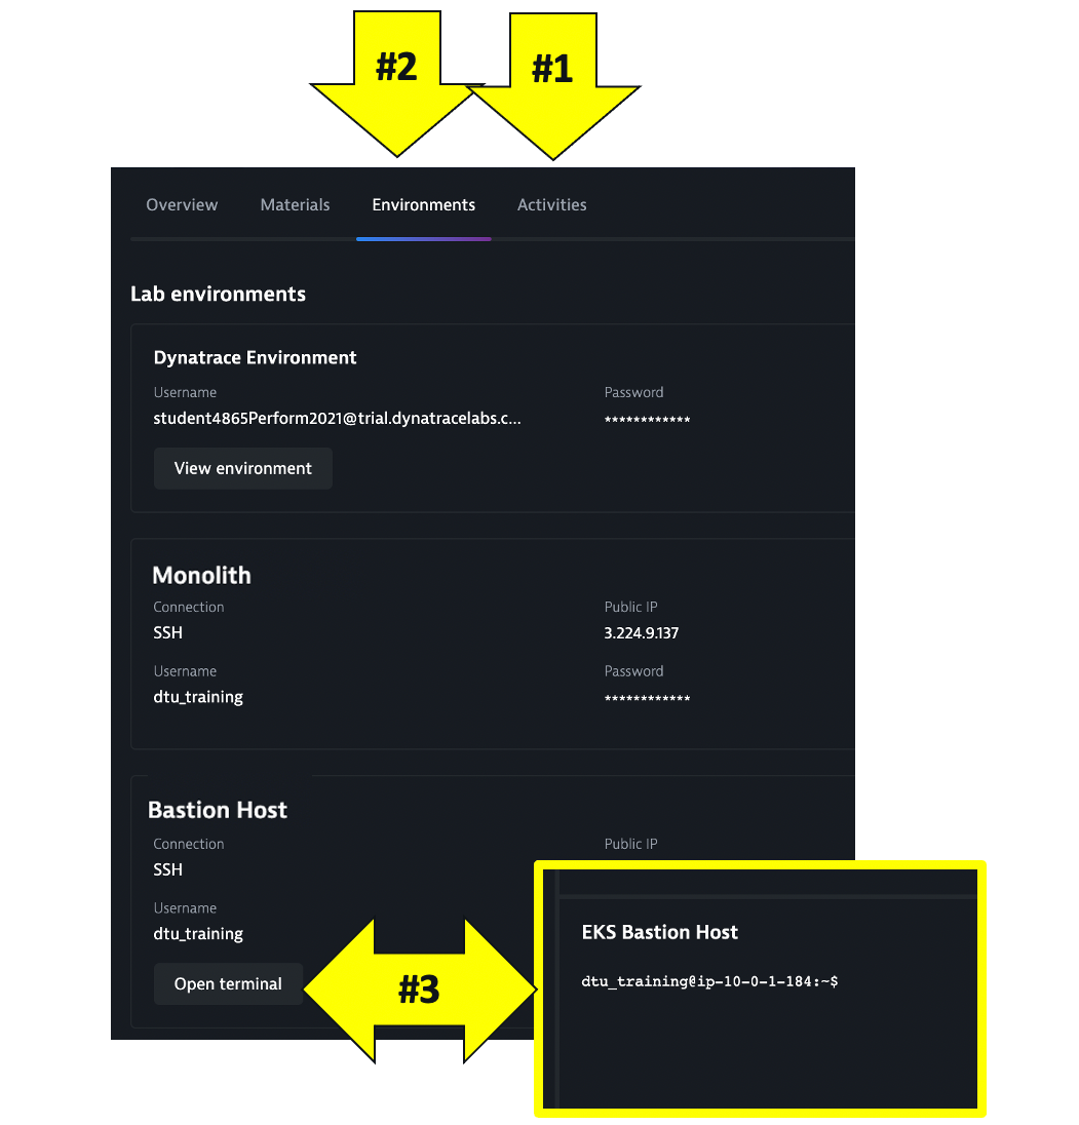 #2 #1
Overview Materials Environments Activities
Lab environments
Dynatrace Environment
Username Password
student4865Perform2021@trial.dynatracelabs.c... ************
View environment
Monolith
Connection Public IP
SSH 3.224.9.137
Username Password
dtu_training ************
Bastion Host
Connection Public IP
SSH
Username
dtu_training
Open terminal
#3
EKS Bastion Host
dtu_training@ip-10-0-1-184:~$